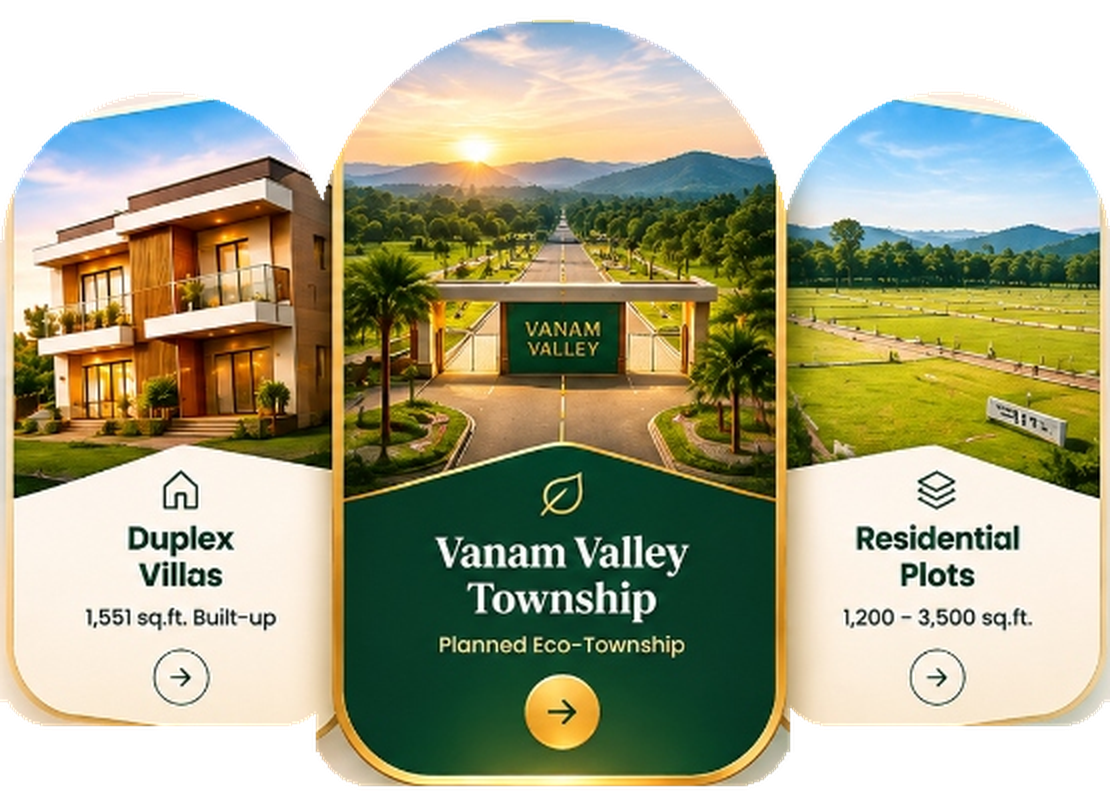 Duplex
Villas
1,551 sq.ft. Built-up
VANAM
VALLEY
Vanam Valley
Township
Planned Eco-Township
Residential
Plots
1,200 – 3,500 sq.ft.